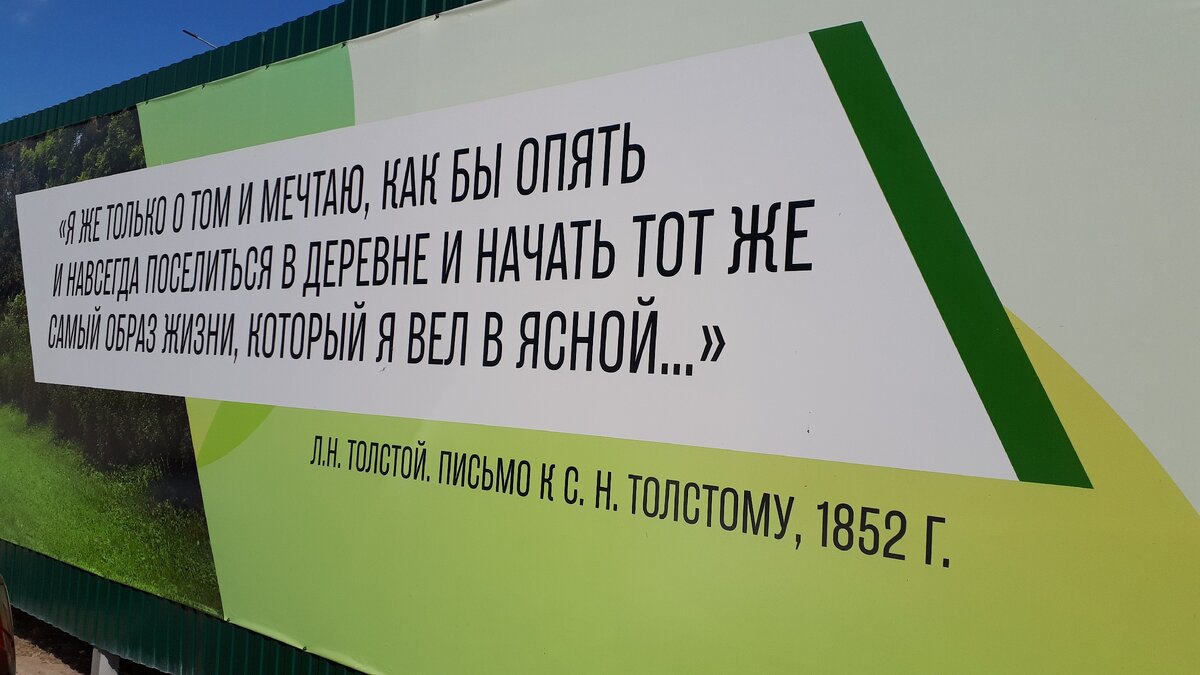 «Я ЖЕ ТОЛЬКО О ТОМ И МЕЧТАЮ, КАК БЫ ОПЯТЬ
И НАВСЕГДА ПОСЕЛИТЬСЯ В ДЕРЕВНЕ И НАЧАТЬ ТОТ ЖЕ
САМЫЙ ОБРАЗ ЖИЗНИ, КОТОРЫЙ Я ВЕЛ В ЯСНОЙ...»
Л.Н. ТОЛСТОЙ. ПИСЬМО К С. Н. ТОЛСТОМУ, 1852 Г.